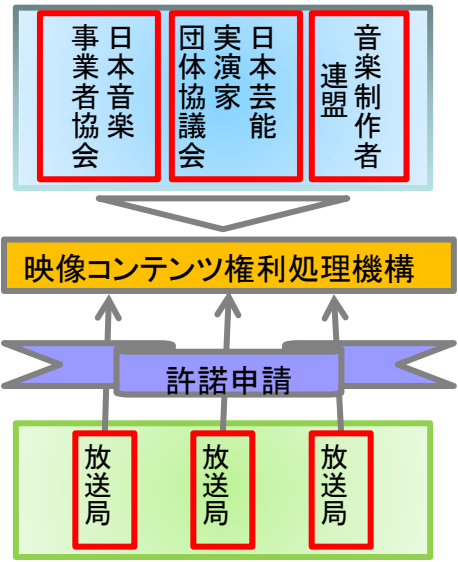 日本音楽
事業者協会
日本芸能
実演家
団体協議会
音楽制作者
連盟
映像コンテンツ権利処理機構
許諾申請
放送局
放送局
放送局